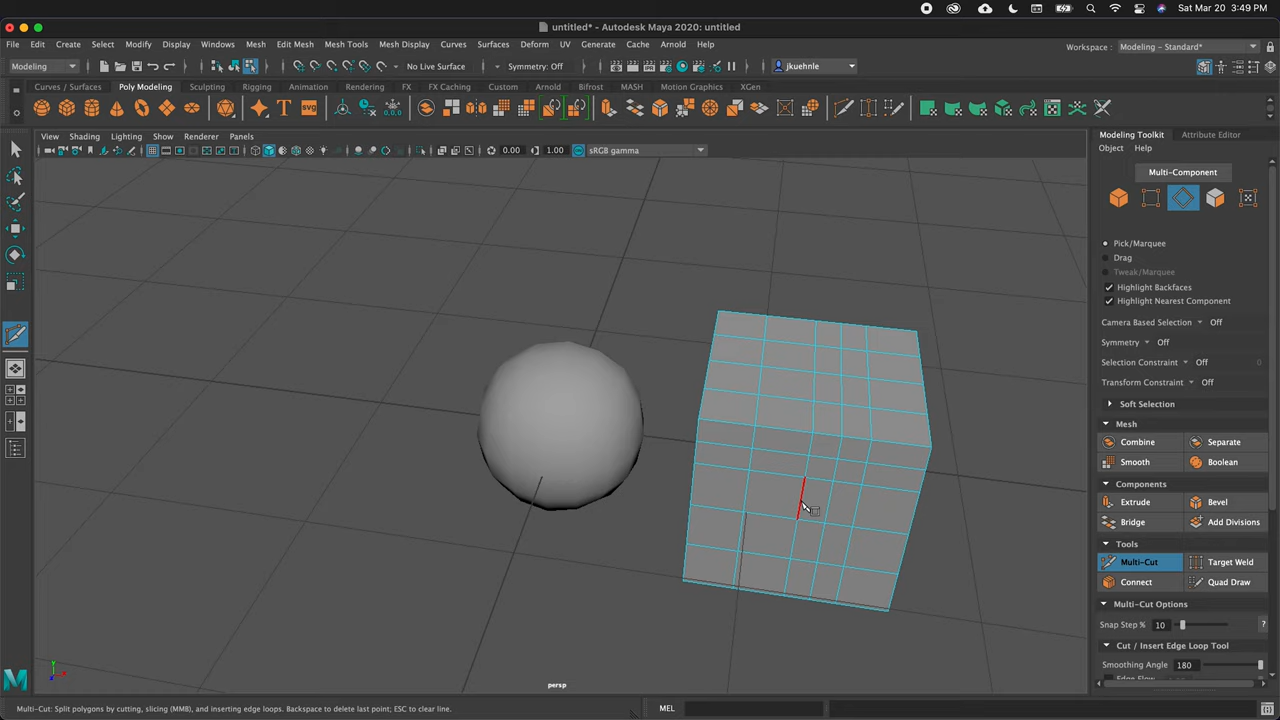 Sat Mar 20 3:49 PM
untitled* - Autodesk Maya 2020: untitled
File Edit Create Select Modify Display Windows Mesh Edit Mesh Mesh Tools Mesh Display Curves Surfaces Deform UV Generate Cache Arnold Help
Workspace : Modeling - Standard*
Modeling No Live Surface Symmetry: Off jkuehnle
Curves / Surfaces Poly Modeling Sculpting Rigging Animation Rendering FX FX Caching Custom Arnold Bifrost MASH Motion Graphics XGen
T SVG 0,0,0
View Shading Lighting Show Renderer Panels
0.00 1.00 sRGB gamma
Modeling Toolkit Attribute Editor
Object Help
Multi-Component
Pick/Marquee
Drag
Tweak/Marquee
Highlight Backfaces
Highlight Nearest Component
Camera Based Selection Off
Symmetry Off
Selection Constraint Off 0
Transform Constraint Off
Soft Selection
Mesh
Combine Separate
Smooth Boolean
Components
Extrude Bevel
Bridge Add Divisions
Tools
Multi-Cut Target Weld
Connect Quad Draw
Multi-Cut Options
Snap Step % 10 ?
Cut / Insert Edge Loop Tool
Smoothing Angle 180
y x
persp
M
Multi-Cut: Split polygons by cutting, slicing (MMB), and inserting edge loops. Backspace to delete last point; ESC to clear line.
MEL